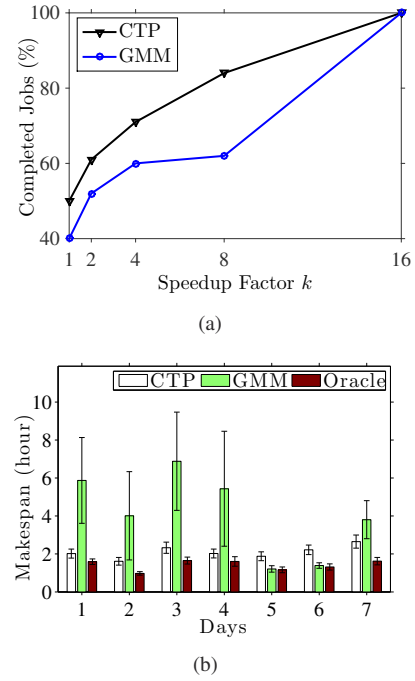 100
80
60
40
Completed Jobs (%)
CTP
GMM
1 2 4 8 16
Speedup Factor k
(a)
10
8
6
4
2
0
Makespan (hour)
CTP GMM Oracle
1 2 3 4 5 6 7
Days
(b)